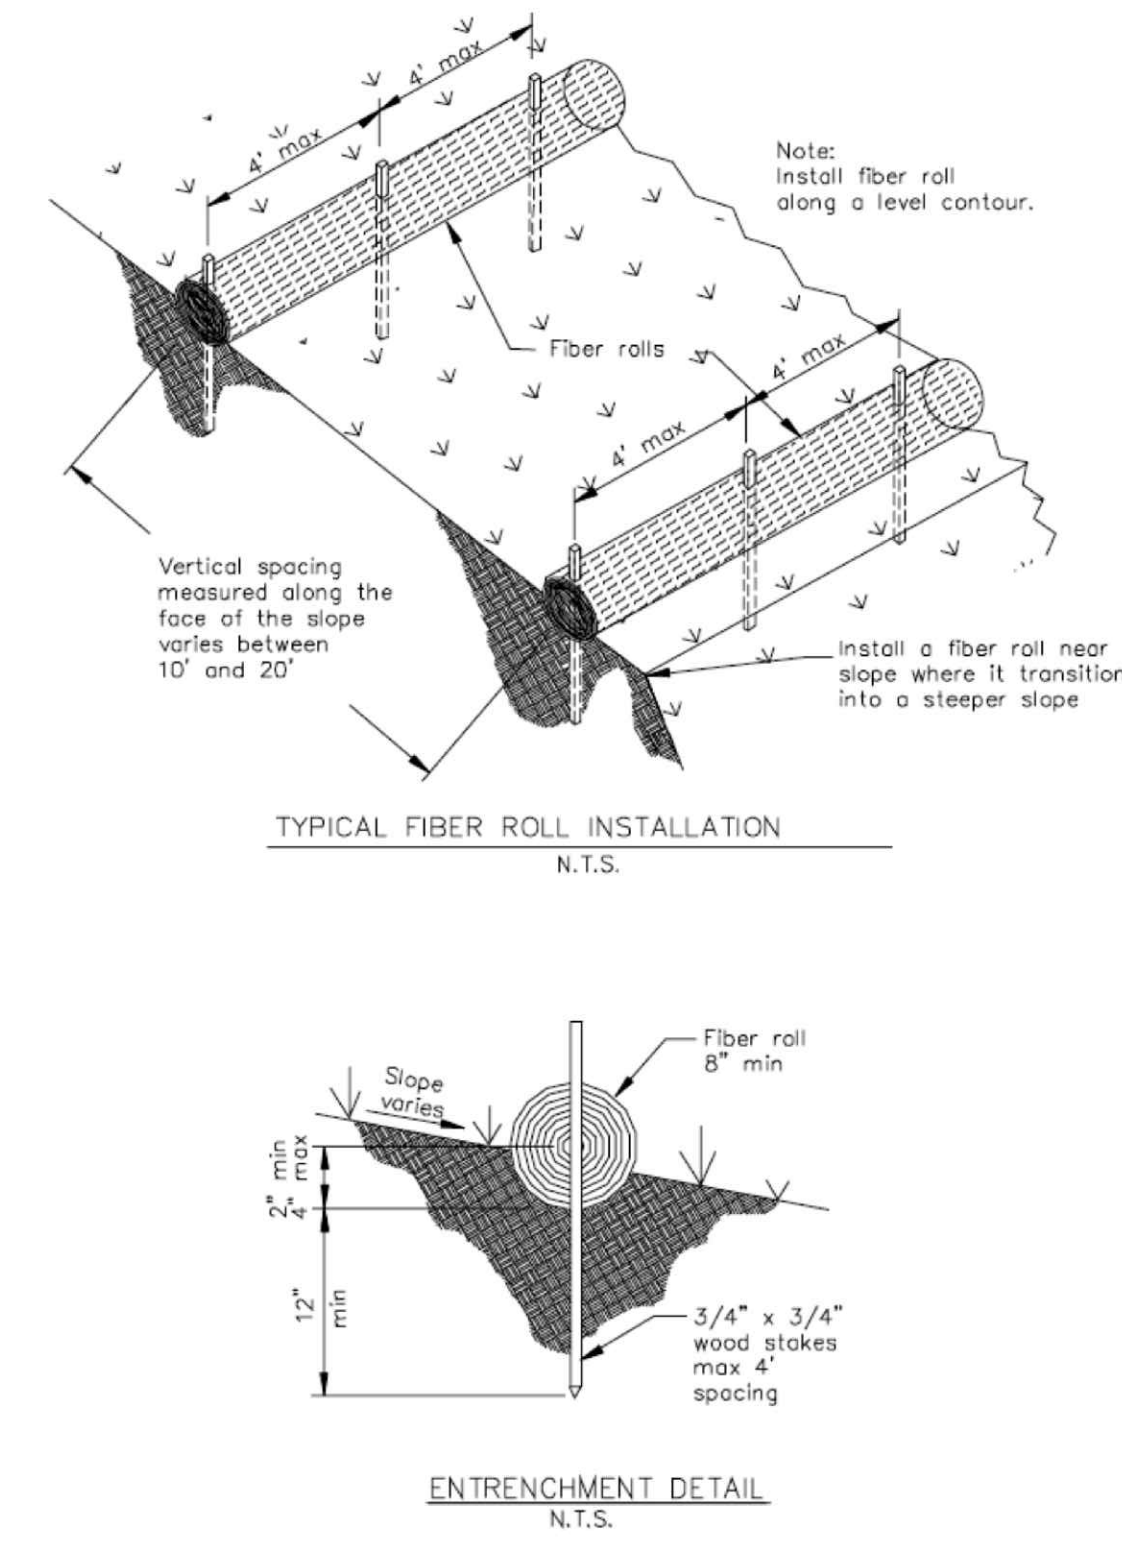 4' max
4' max
Note:
Install fiber roll
along a level contour.
Fiber rolls
4' max
4' max
Vertical spacing
measured along the
face of the slope
varies between
10' and 20'
Install a fiber roll near
slope where it transition
into a steeper slope
TYPICAL FIBER ROLL INSTALLATION
N.T.S.
Fiber roll
8" min
Slope
varies
2" min
4" max
12"
min
3/4" x 3/4"
wood stakes
max 4'
spacing
ENTRENCHMENT DETAIL
N.T.S.